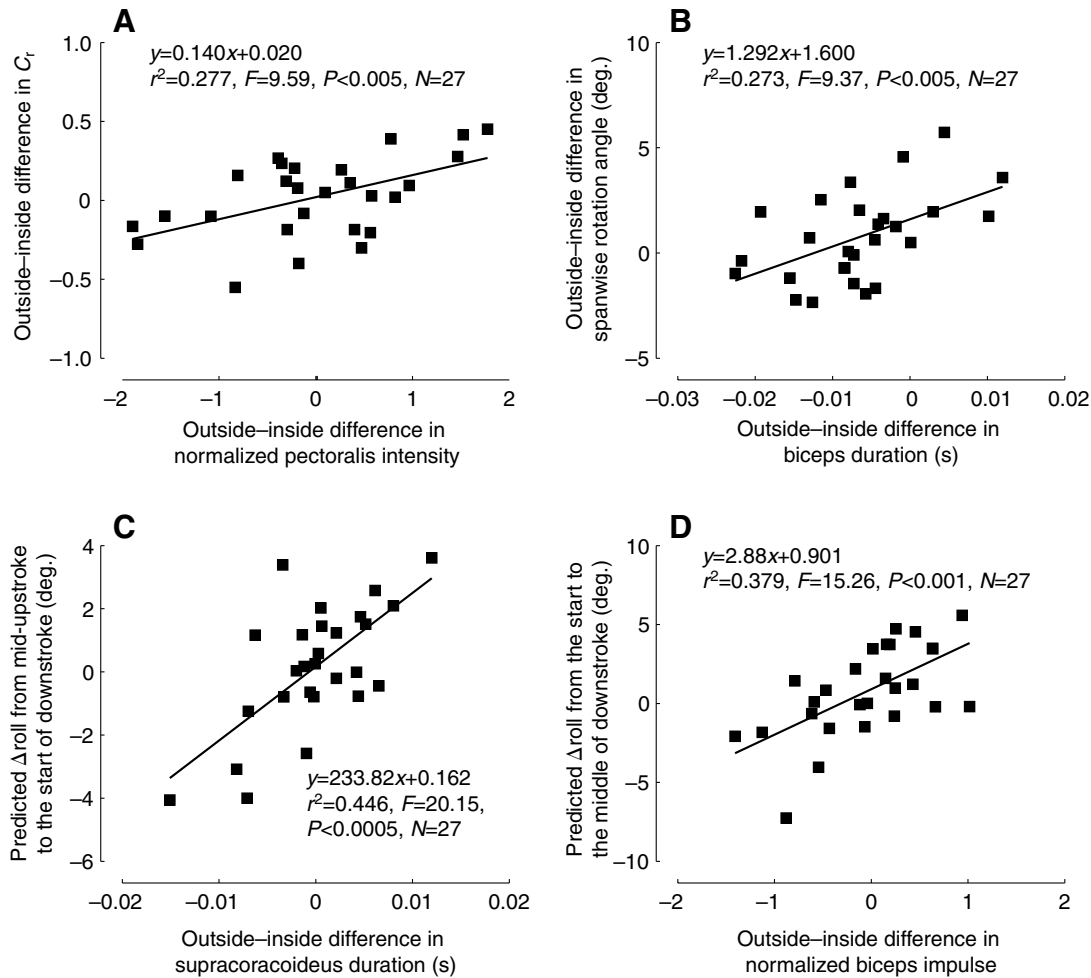 A
y=0.140x+0.020
r²=0.277, F=9.59, P<0.005, N=27
Outside–inside difference in Cr
1.0
0.5
0
–0.5
–1.0
–2 –1 0 1 2
Outside–inside difference in
normalized pectoralis intensity
B
y=1.292x+1.600
r²=0.273, F=9.37, P<0.005, N=27
Outside–inside difference in
spanwise rotation angle (deg.)
10
5
0
–5
–0.03 –0.02 –0.01 0 0.01 0.02
Outside–inside difference in
biceps duration (s)
C
Predicted Δroll from mid-upstroke
to the start of downstroke (deg.)
4
2
0
–2
–4
–6
y=233.82x+0.162
r²=0.446, F=20.15,
P<0.0005, N=27
–0.02 –0.01 0 0.01 0.02
Outside–inside difference in
supracoracoideus duration (s)
D
y=2.88x+0.901
r²=0.379, F=15.26, P<0.001, N=27
Predicted Δroll from the start to
the middle of downstroke (deg.)
10
5
0
–5
–10
–2 –1 0 1 2
Outside–inside difference in
normalized biceps impulse